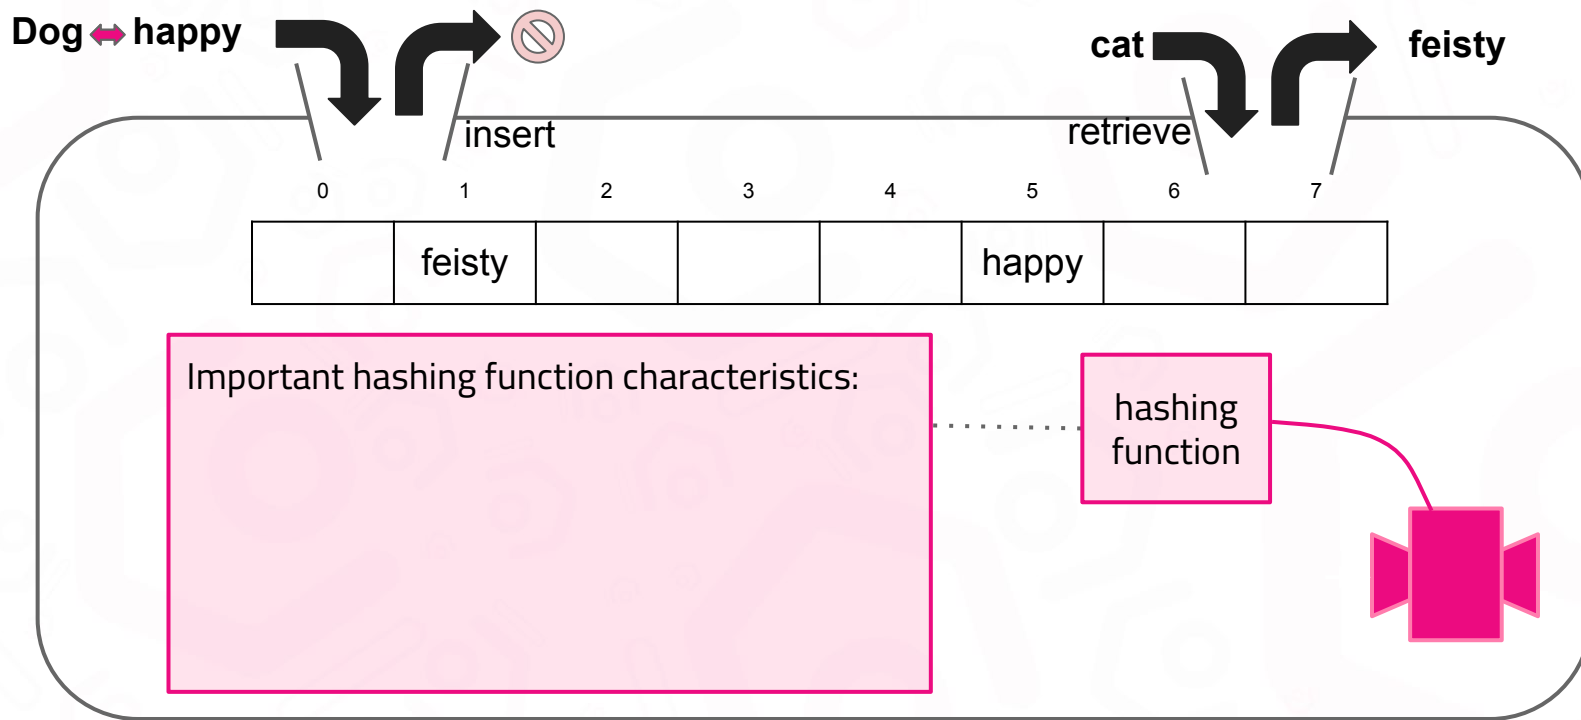 Dog happy
cat feisty
insert
retrieve
0 1 2 3 4 5 6 7
feisty happy
Important hashing function characteristics:
hashing
function